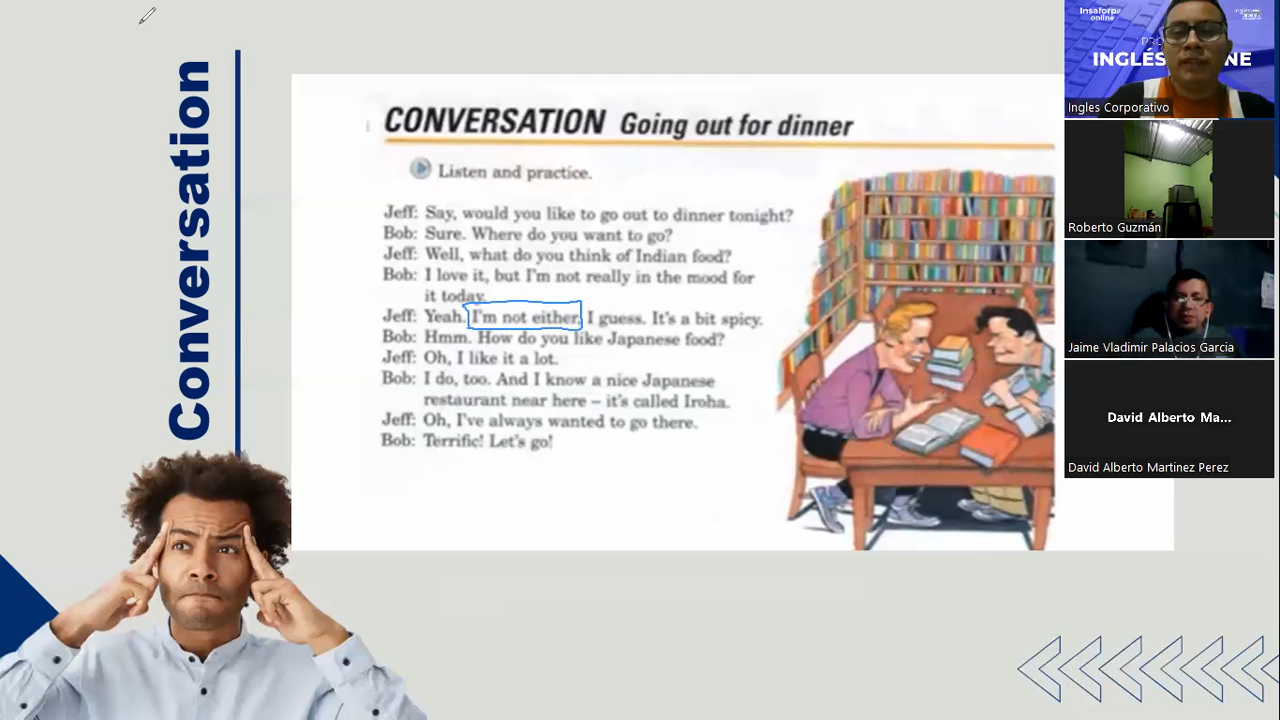 Conversation
CONVERSATION Going out for dinner
Listen and practice.
Jeff: Say, would you like to go out to dinner tonight?
Bob: Sure. Where do you want to go?
Jeff: Well, what do you think of Indian food?
Bob: I love it, but I'm not really in the mood for
it today.
Jeff: Yeah. I'm not either, I guess. It's a bit spicy.
Bob: Hmm. How do you like Japanese food?
Jeff: Oh, I like it a lot.
Bob: I do, too. And I know a nice Japanese
restaurant near here – it's called Iroha.
Jeff: Oh, I've always wanted to go there.
Bob: Terrific! Let's go!
online
Ingles Corporativo
Roberto Guzmán
Jaime Vladimir Palacios Garcia
David Alberto Ma...
David Alberto Martinez Perez